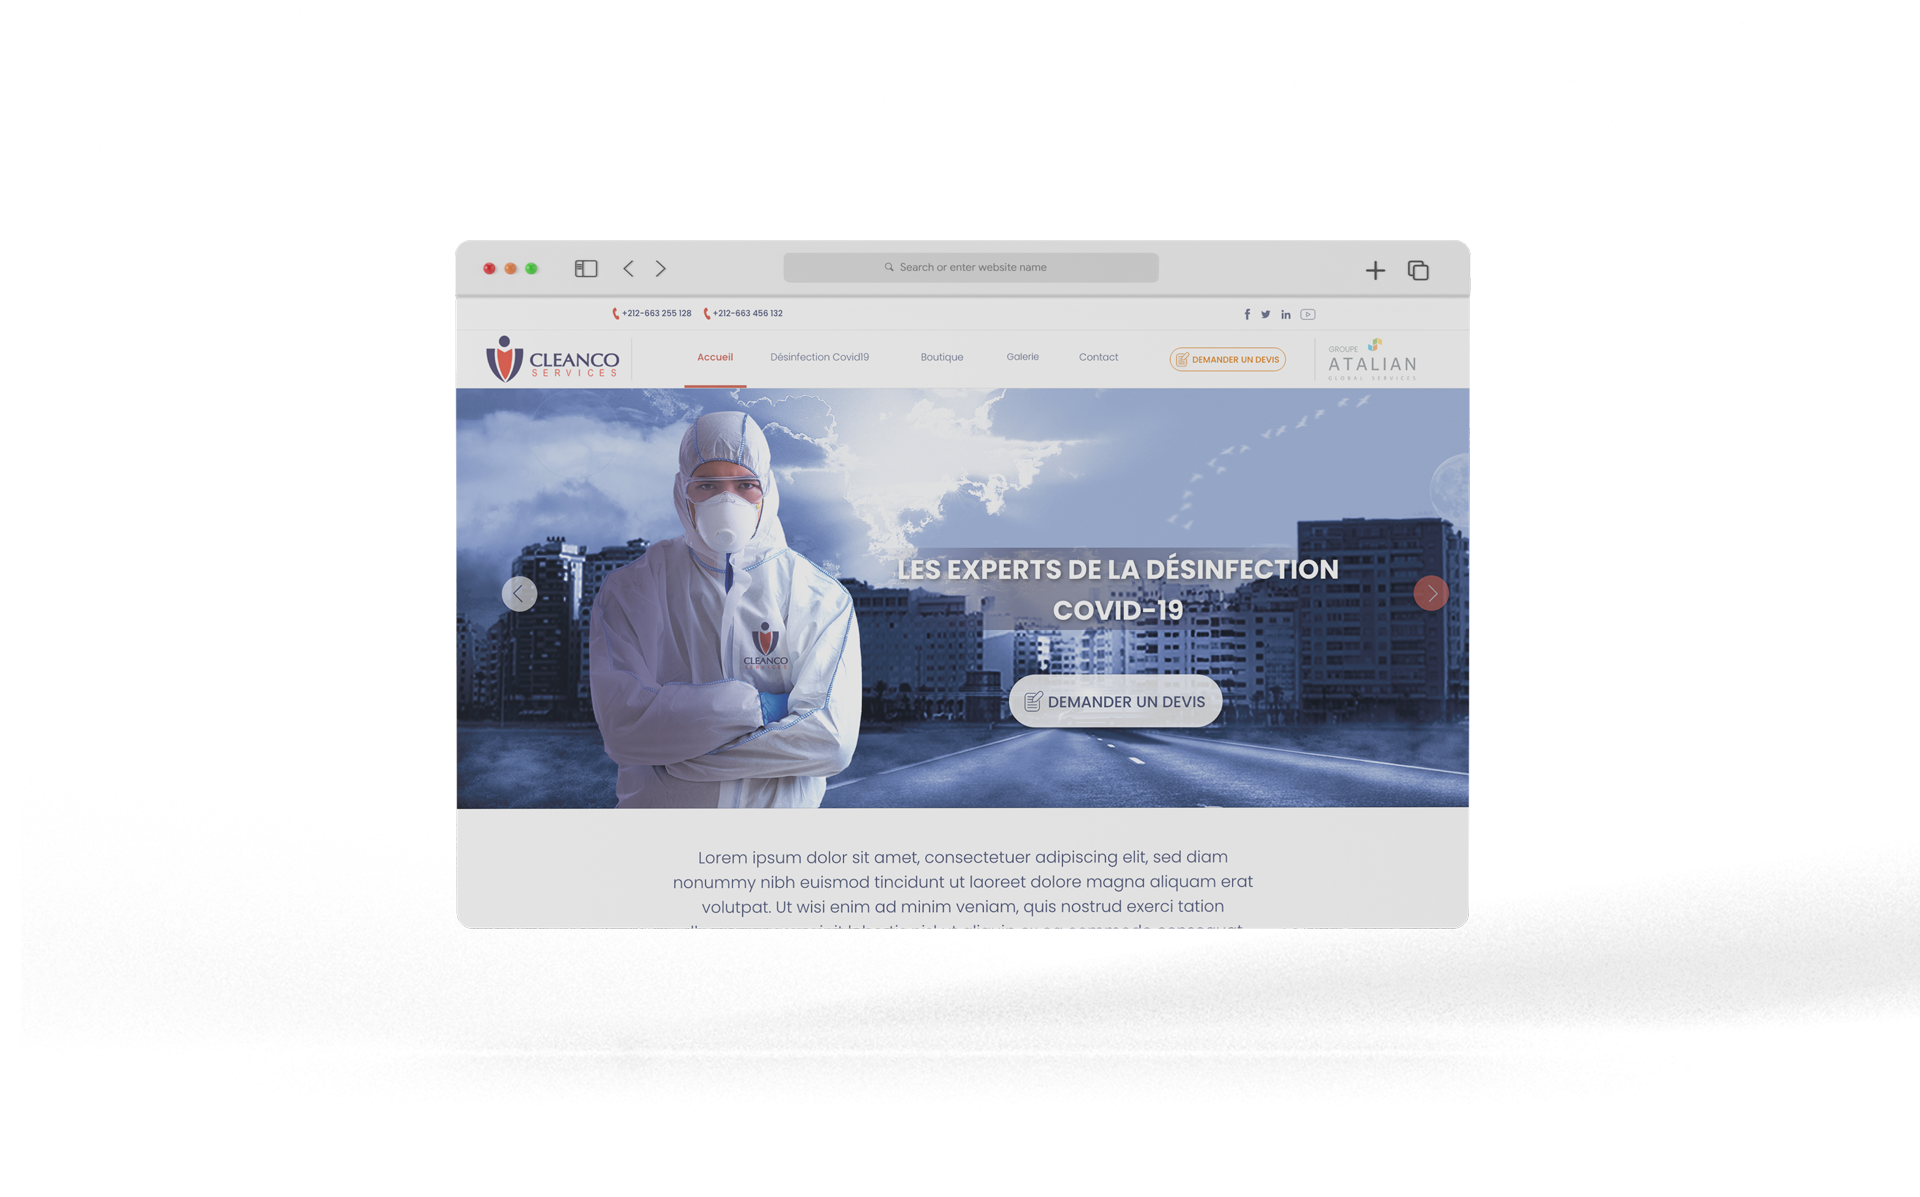 Search or enter website name
+212-663 255 128 +212-663 456 132
CLEANCO
SERVICES
Accueil Désinfection Covid19 Boutique Galerie Contact
DEMANDER UN DEVIS
GROUPE
ATALIAN
GLOBAL SERVICES
LES EXPERTS DE LA DÉSINFECTION
COVID-19
CLEANCO
SERVICES
DEMANDER UN DEVIS
Lorem ipsum dolor sit amet, consectetuer adipiscing elit, sed diam
nonummy nibh euismod tincidunt ut laoreet dolore magna aliquam erat
volutpat. Ut wisi enim ad minim veniam, quis nostrud exerci tation